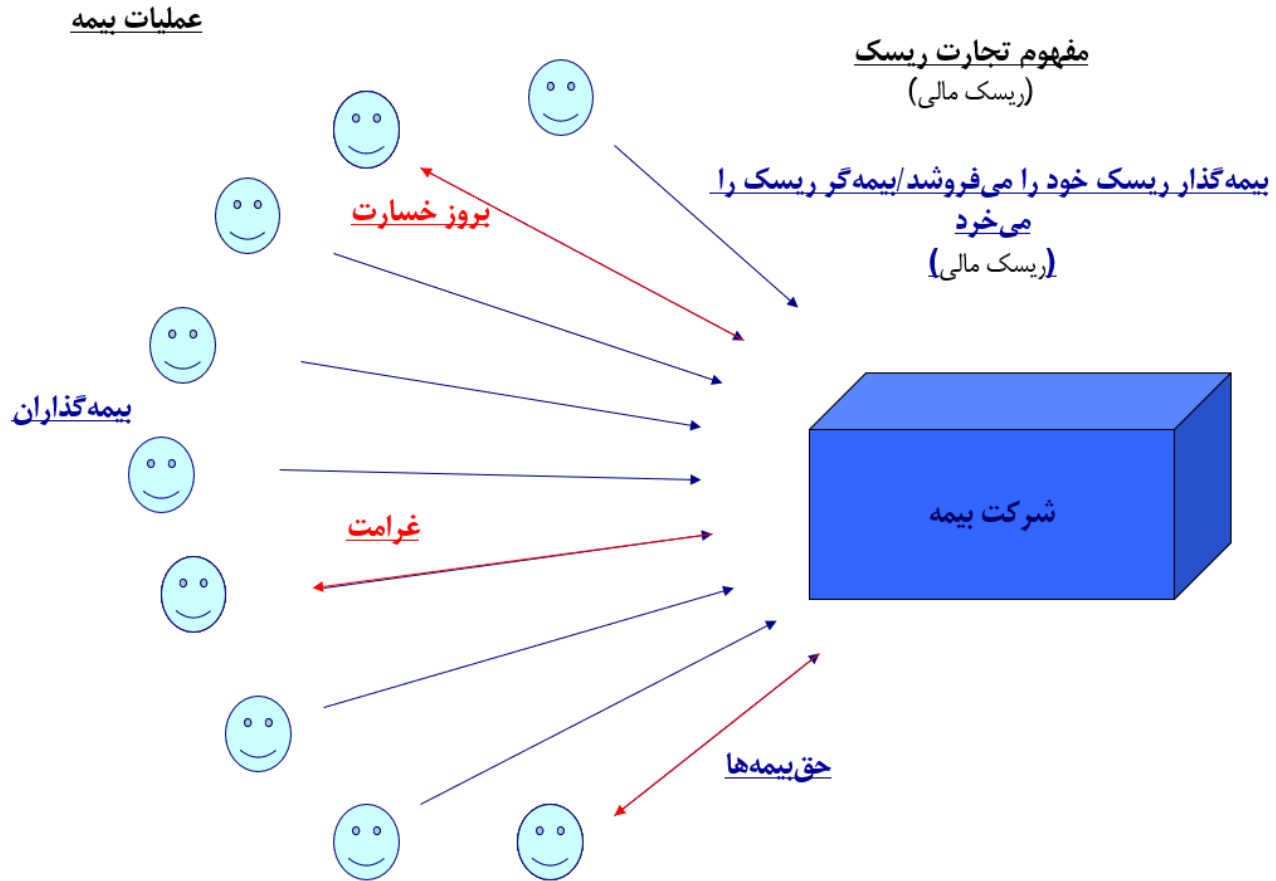 عملیات بیمه
مفهوم تجارت ریسک
(ریسک مالی)
بیمه‌گذار ریسک خود را می‌فروشد/بیمه‌گر ریسک را
می‌خرد
(ریسک مالی)
بروز خسارت
بیمه‌گذاران
شرکت بیمه
غرامت
حق‌بیمه‌ها